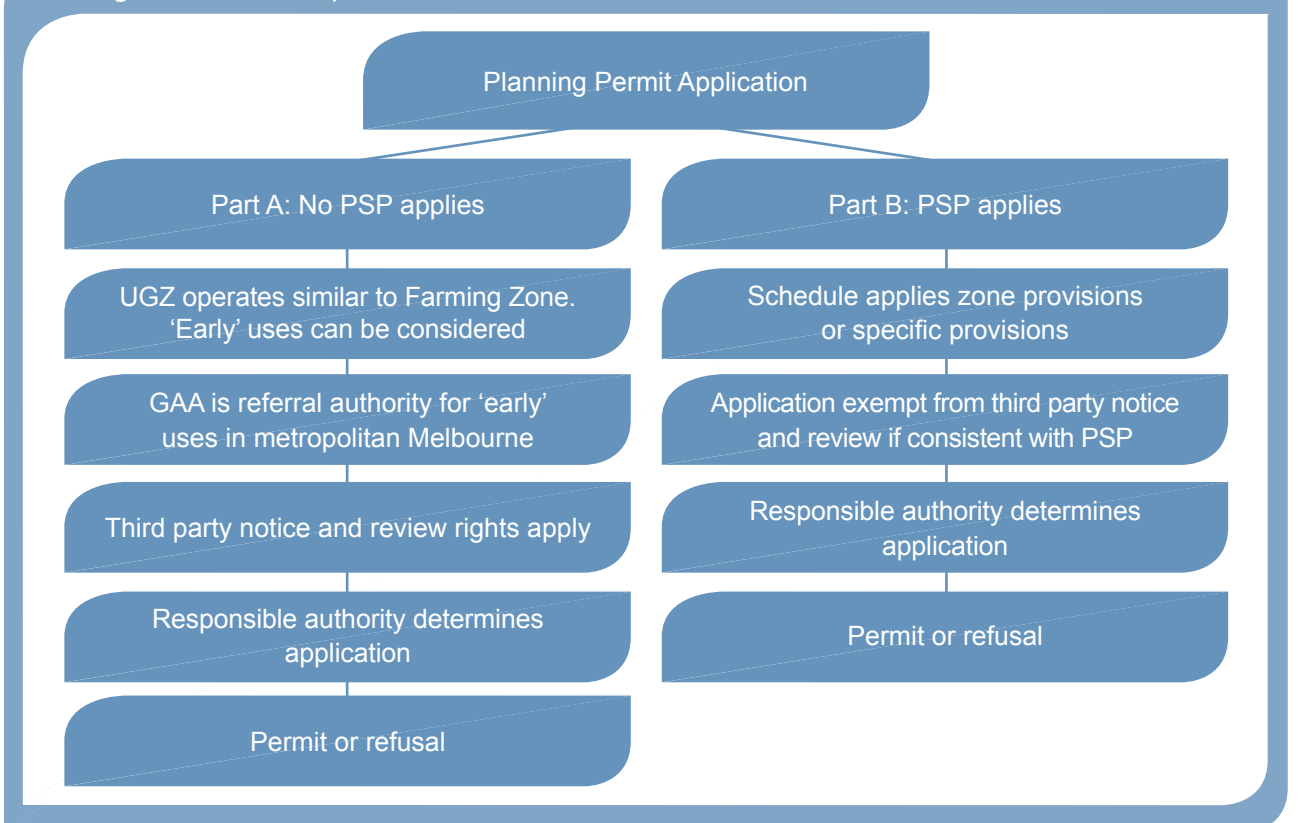 Planning Permit Application
Part A: No PSP applies
UGZ operates similar to Farming Zone.
‘Early’ uses can be considered
GAA is referral authority for ‘early’
uses in metropolitan Melbourne
Third party notice and review rights apply
Responsible authority determines
application
Permit or refusal
Part B: PSP applies
Schedule applies zone provisions
or specific provisions
Application exempt from third party notice
and review if consistent with PSP
Responsible authority determines
application
Permit or refusal